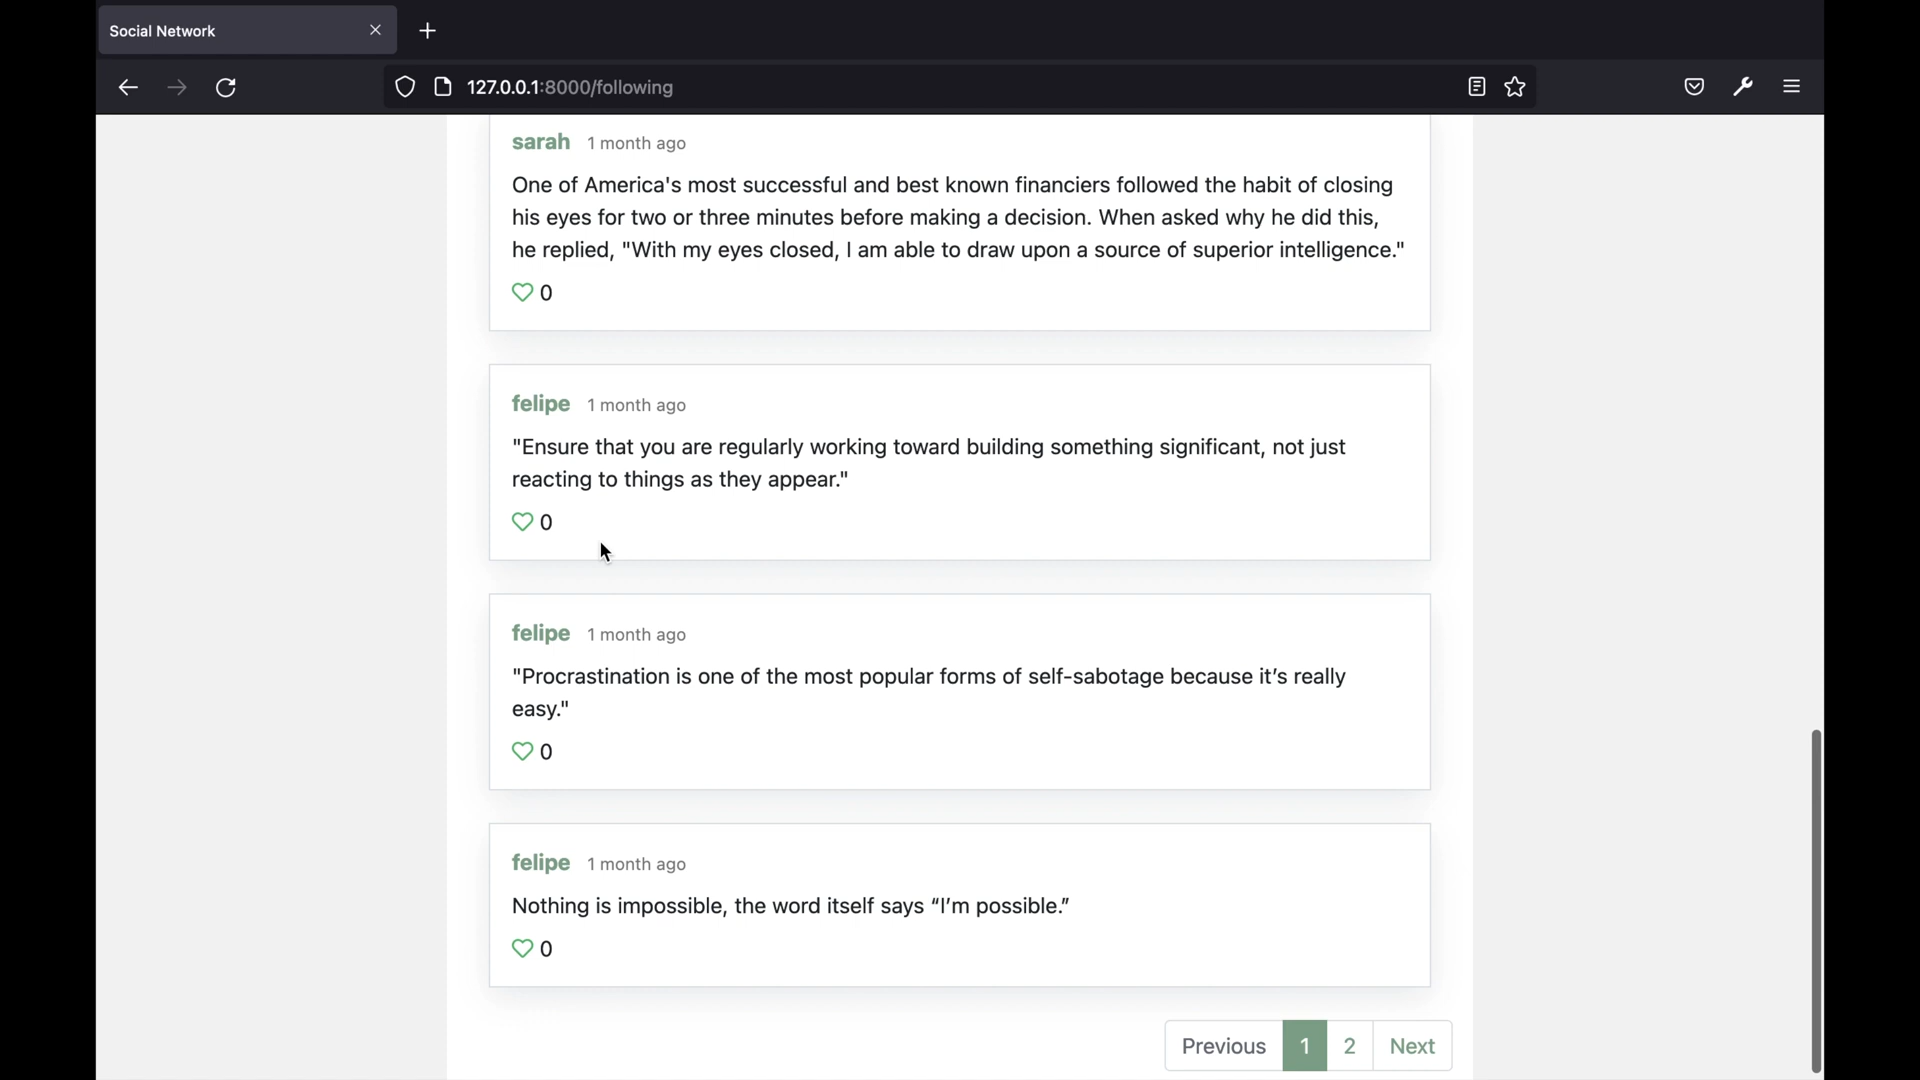 Social Network
127.0.0.1:8000/following
sarah 1 month ago
One of America's most successful and best known financiers followed the habit of closing
his eyes for two or three minutes before making a decision. When asked why he did this,
he replied, "With my eyes closed, I am able to draw upon a source of superior intelligence."
0
felipe 1 month ago
"Ensure that you are regularly working toward building something significant, not just
reacting to things as they appear."
0
felipe 1 month ago
"Procrastination is one of the most popular forms of self-sabotage because it’s really
easy."
0
felipe 1 month ago
Nothing is impossible, the word itself says “I’m possible.”
0
Previous 1 2 Next